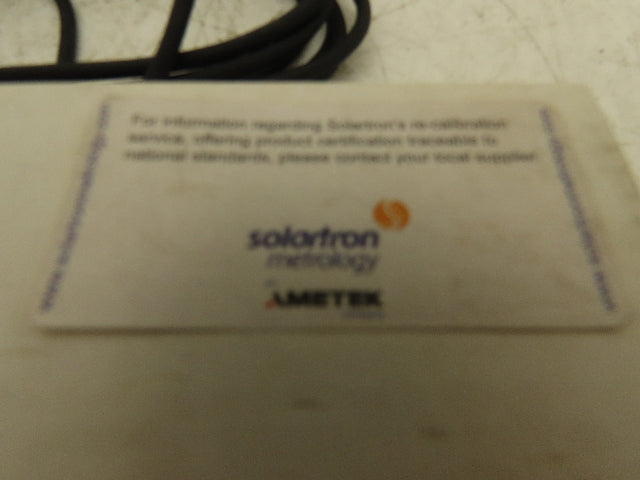 For information regarding Solartron's re-calibration
service, offering product certification traceable to
national standards, please contact your local supplier.
solartron
metrology
AMETEK